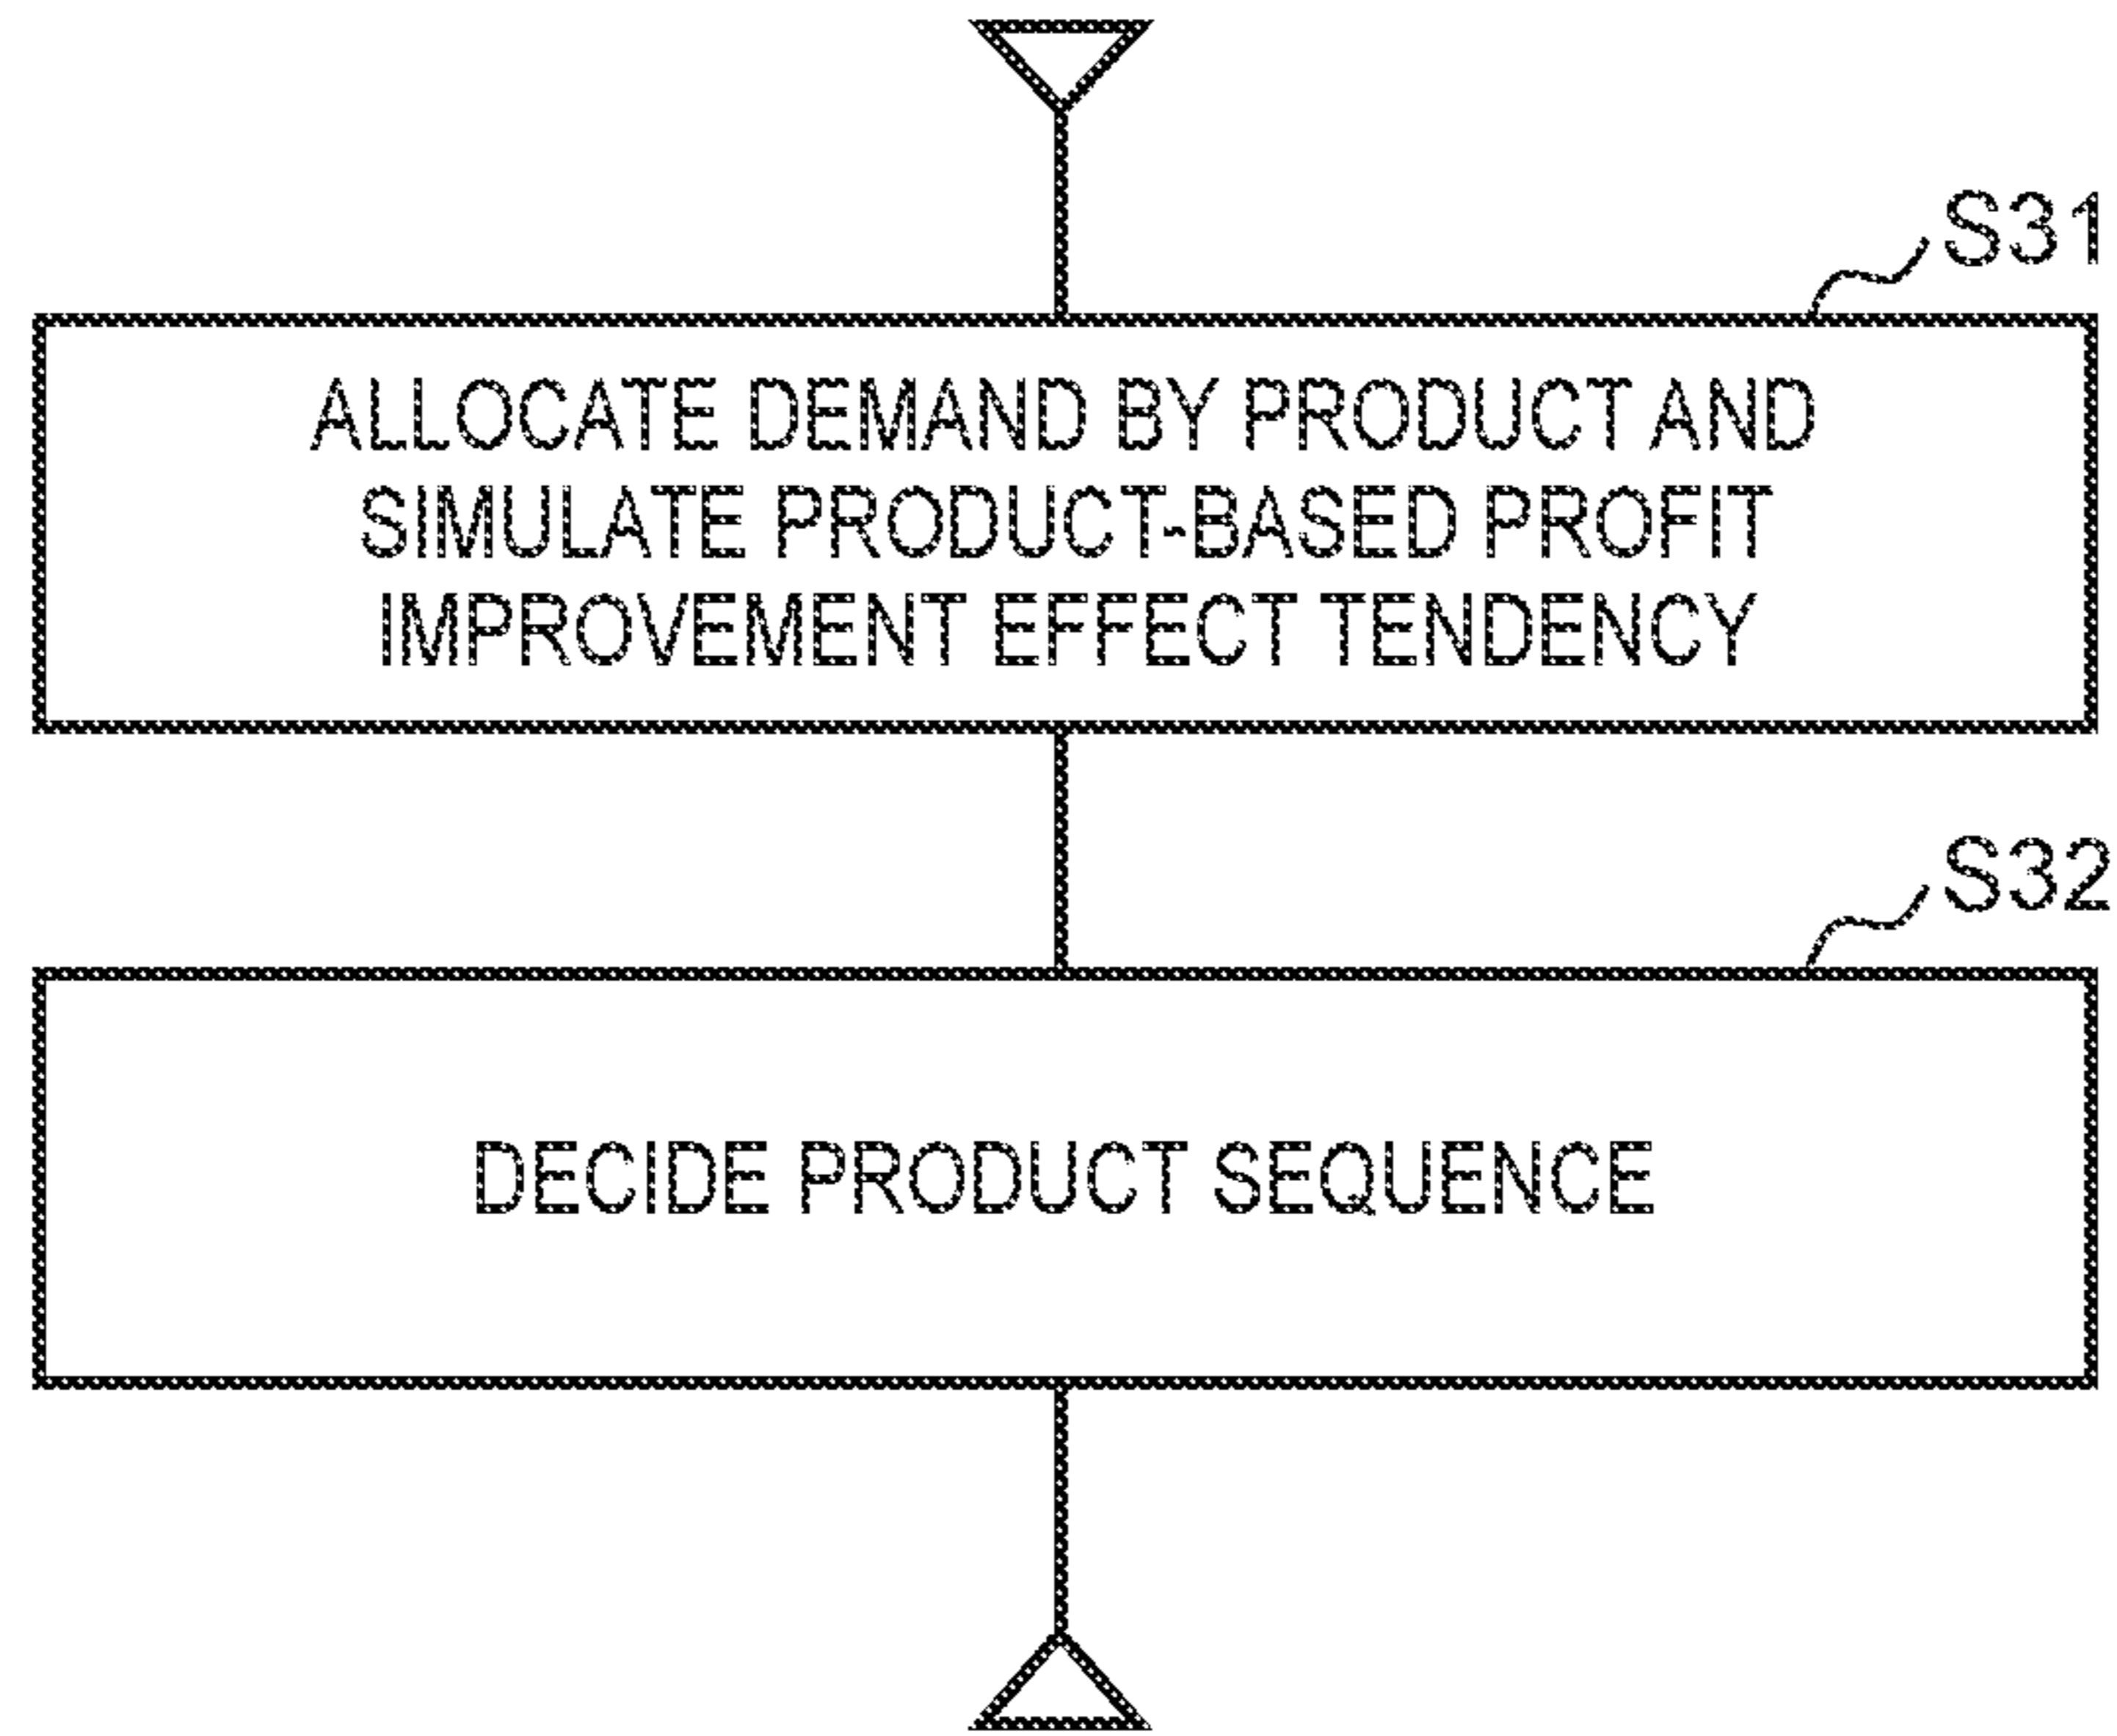 S31
ALLOCATE DEMAND BY PRODUCT AND
SIMULATE PRODUCT-BASED PROFIT
IMPROVEMENT EFFECT TENDENCY
S32
DECIDE PRODUCT SEQUENCE